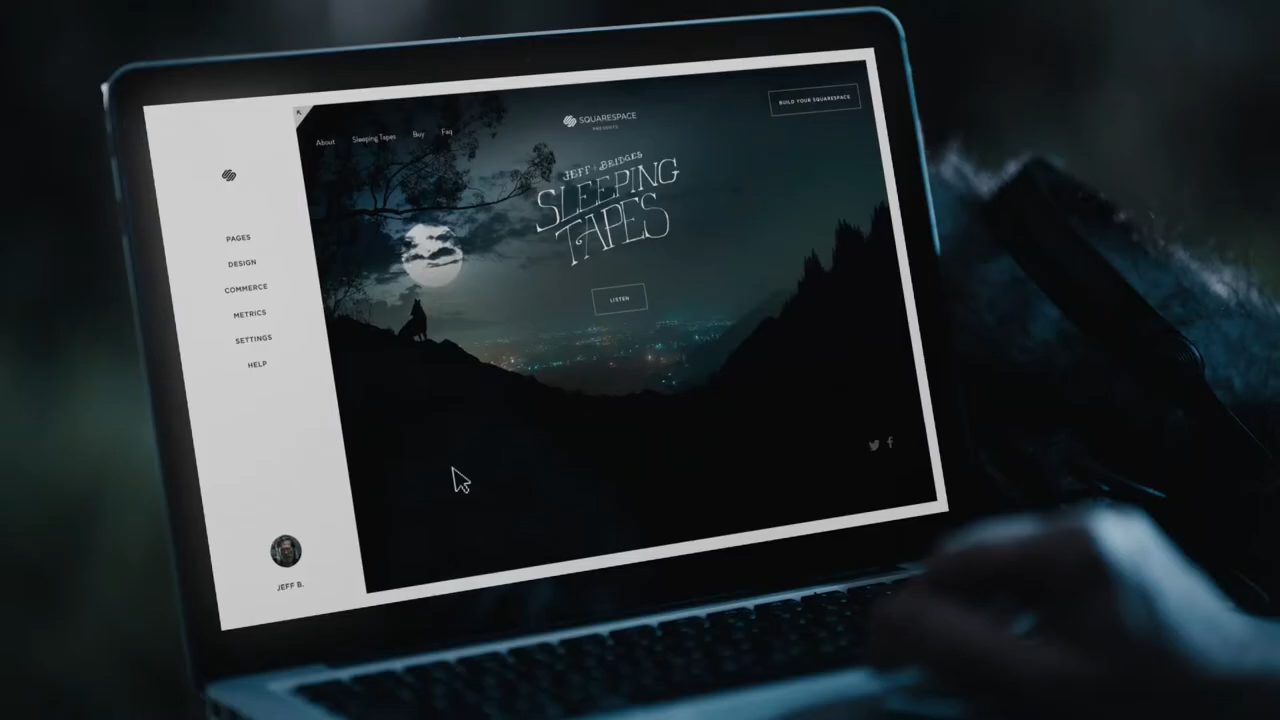 PAGES
DESIGN
COMMERCE
METRICS
SETTINGS
HELP
JEFF B.
About Sleeping Tapes Buy Faq
SQUARESPACE
PRESENTS
BUILD YOUR SQUARESPACE
JEFF BRIDGES
SLEEPING
TAPES
LISTEN